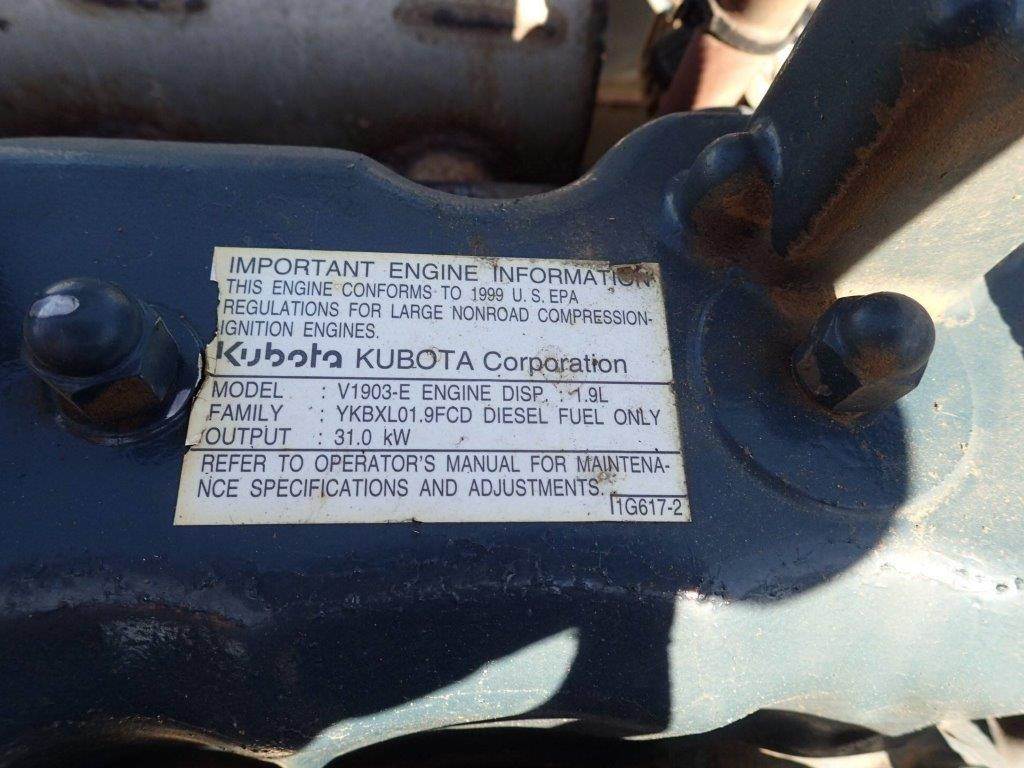 IMPORTANT ENGINE INFORMATION
THIS ENGINE CONFORMS TO 1999 U.S.EPA
REGULATIONS FOR LARGE NONROAD COMPRESSION-
IGNITION ENGINES.
Kubota KUBOTA Corporation
MODEL : V1903-E ENGINE DISP. : 1.9L
FAMILY : YKBXL01.9FCD DIESEL FUEL ONLY
OUTPUT : 31.0 kW
REFER TO OPERATOR'S MANUAL FOR MAINTENA-
NCE SPECIFICATIONS AND ADJUSTMENTS.
1G617-2